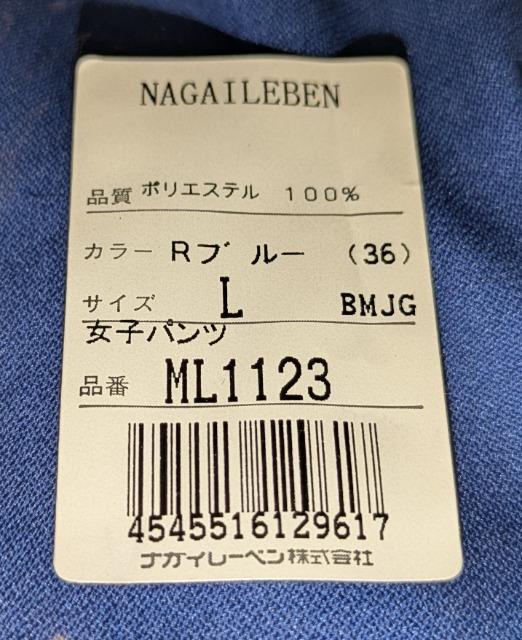 NAGAILEBEN
品質 ポリエステル 100%
カラー Rブルー (36)
サイズ L BMJG
女子パンツ
品番 ML1123
4545516129617
ナガイレーベン株式会社